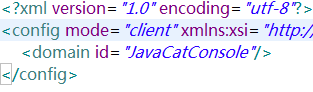 <?xml version="1.0" encoding="utf-8"?>
<config mode="client" xmlns:xsi="http:/
<domain id="JavaCatConsole"/>
</config>